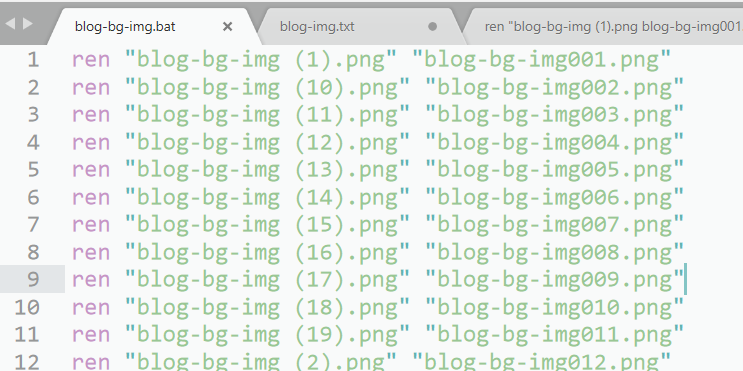 blog-bg-img.bat blog-img.txt ren "blog-bg-img (1).png blog-bg-img001
1 ren "blog-bg-img (1).png" "blog-bg-img001.png"
2 ren "blog-bg-img (10).png" "blog-bg-img002.png"
3 ren "blog-bg-img (11).png" "blog-bg-img003.png"
4 ren "blog-bg-img (12).png" "blog-bg-img004.png"
5 ren "blog-bg-img (13).png" "blog-bg-img005.png"
6 ren "blog-bg-img (14).png" "blog-bg-img006.png"
7 ren "blog-bg-img (15).png" "blog-bg-img007.png"
8 ren "blog-bg-img (16).png" "blog-bg-img008.png"
9 ren "blog-bg-img (17).png" "blog-bg-img009.png"
10 ren "blog-bg-img (18).png" "blog-bg-img010.png"
11 ren "blog-bg-img (19).png" "blog-bg-img011.png"
12 ren "blog-bg-img (2).png" "blog-bg-img012.png"